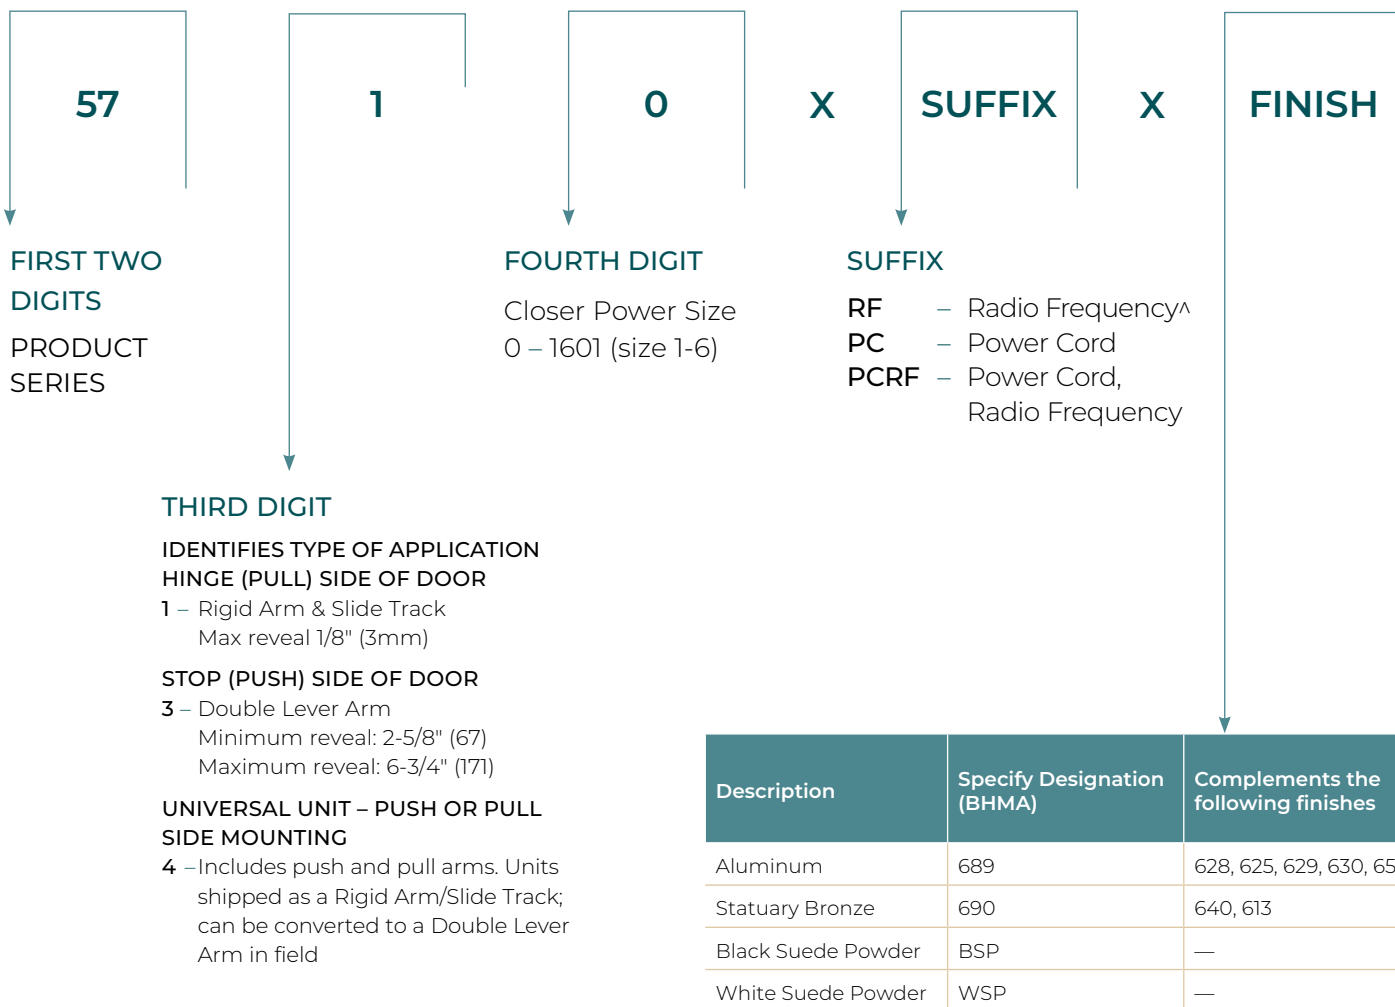 57 1 0 X SUFFIX X FINISH
FIRST TWO
DIGITS
PRODUCT
SERIES
FOURTH DIGIT
Closer Power Size
0 – 1601 (size 1-6)
SUFFIX
RF – Radio Frequency^
PC – Power Cord
PCRF – Power Cord,
Radio Frequency
THIRD DIGIT
IDENTIFIES TYPE OF APPLICATION
HINGE (PULL) SIDE OF DOOR
1 – Rigid Arm & Slide Track
Max reveal 1/8" (3mm)
STOP (PUSH) SIDE OF DOOR
3 – Double Lever Arm
Minimum reveal: 2-5/8" (67)
Maximum reveal: 6-3/4" (171)
UNIVERSAL UNIT – PUSH OR PULL
SIDE MOUNTING
4 –Includes push and pull arms. Units
shipped as a Rigid Arm/Slide Track;
can be converted to a Double Lever
Arm in field
Description Specify Designation (BHMA) Complements the following finishes
Aluminum 689 628, 625, 629, 630, 65
Statuary Bronze 690 640, 613
Black Suede Powder BSP —
White Suede Powder WSP —